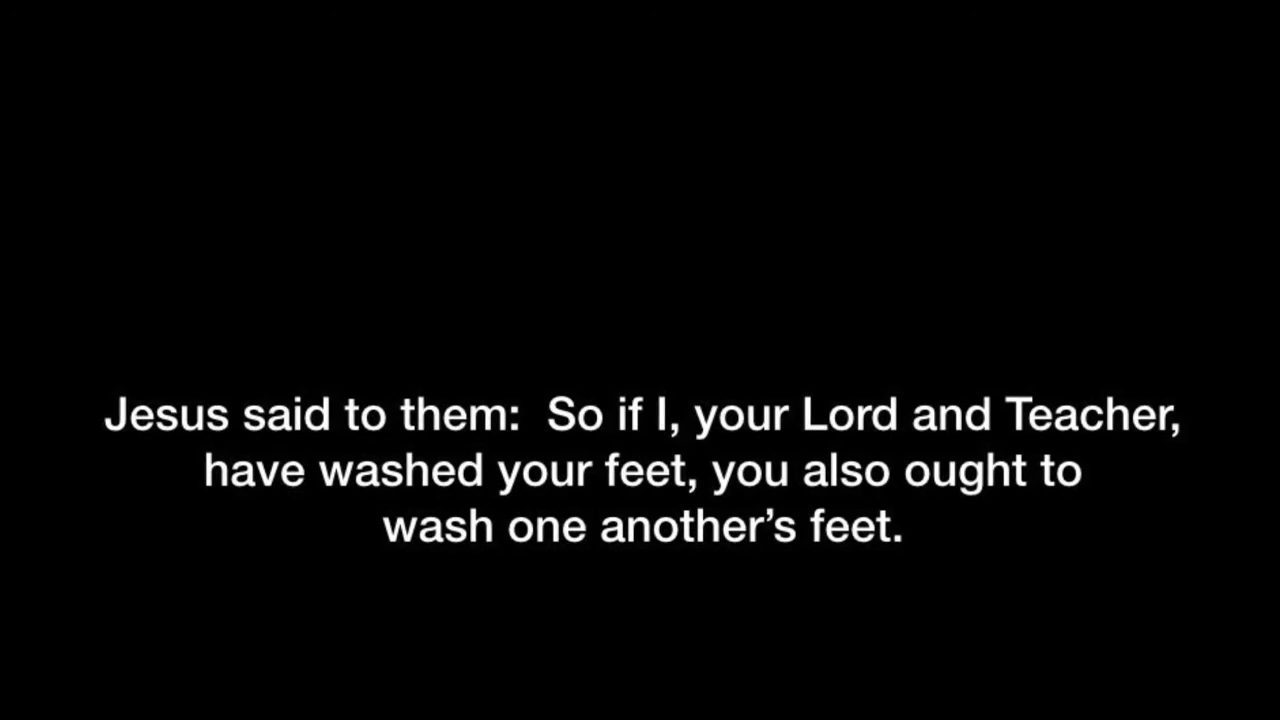 Jesus said to them:  So if I, your Lord and Teacher,
have washed your feet, you also ought to
wash one another’s feet.